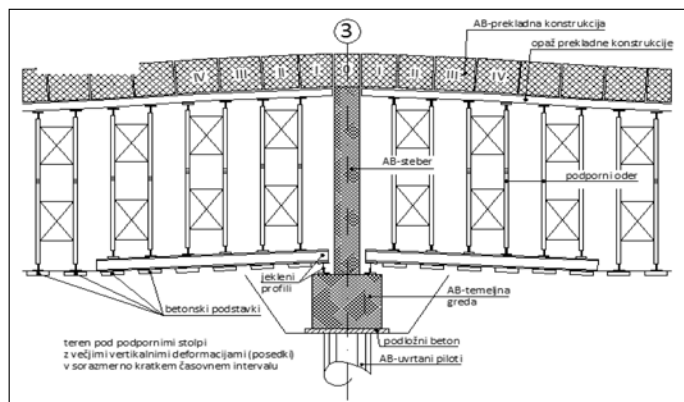 3
AB-prekladna konstrukcija
opaž prekladne konstrukcije
IV III II I 0 I II III IV
AB-steber
podporni oder
jekleni
profili
betonski podstavki
AB-temeljna
greda
podložni beton
AB-uvrtani piloti
teren pod podpornimi stolpi
z večjimi vertikalnimi deformacijami (posedki)
v sorazmerno kratkem časovnem intervalu